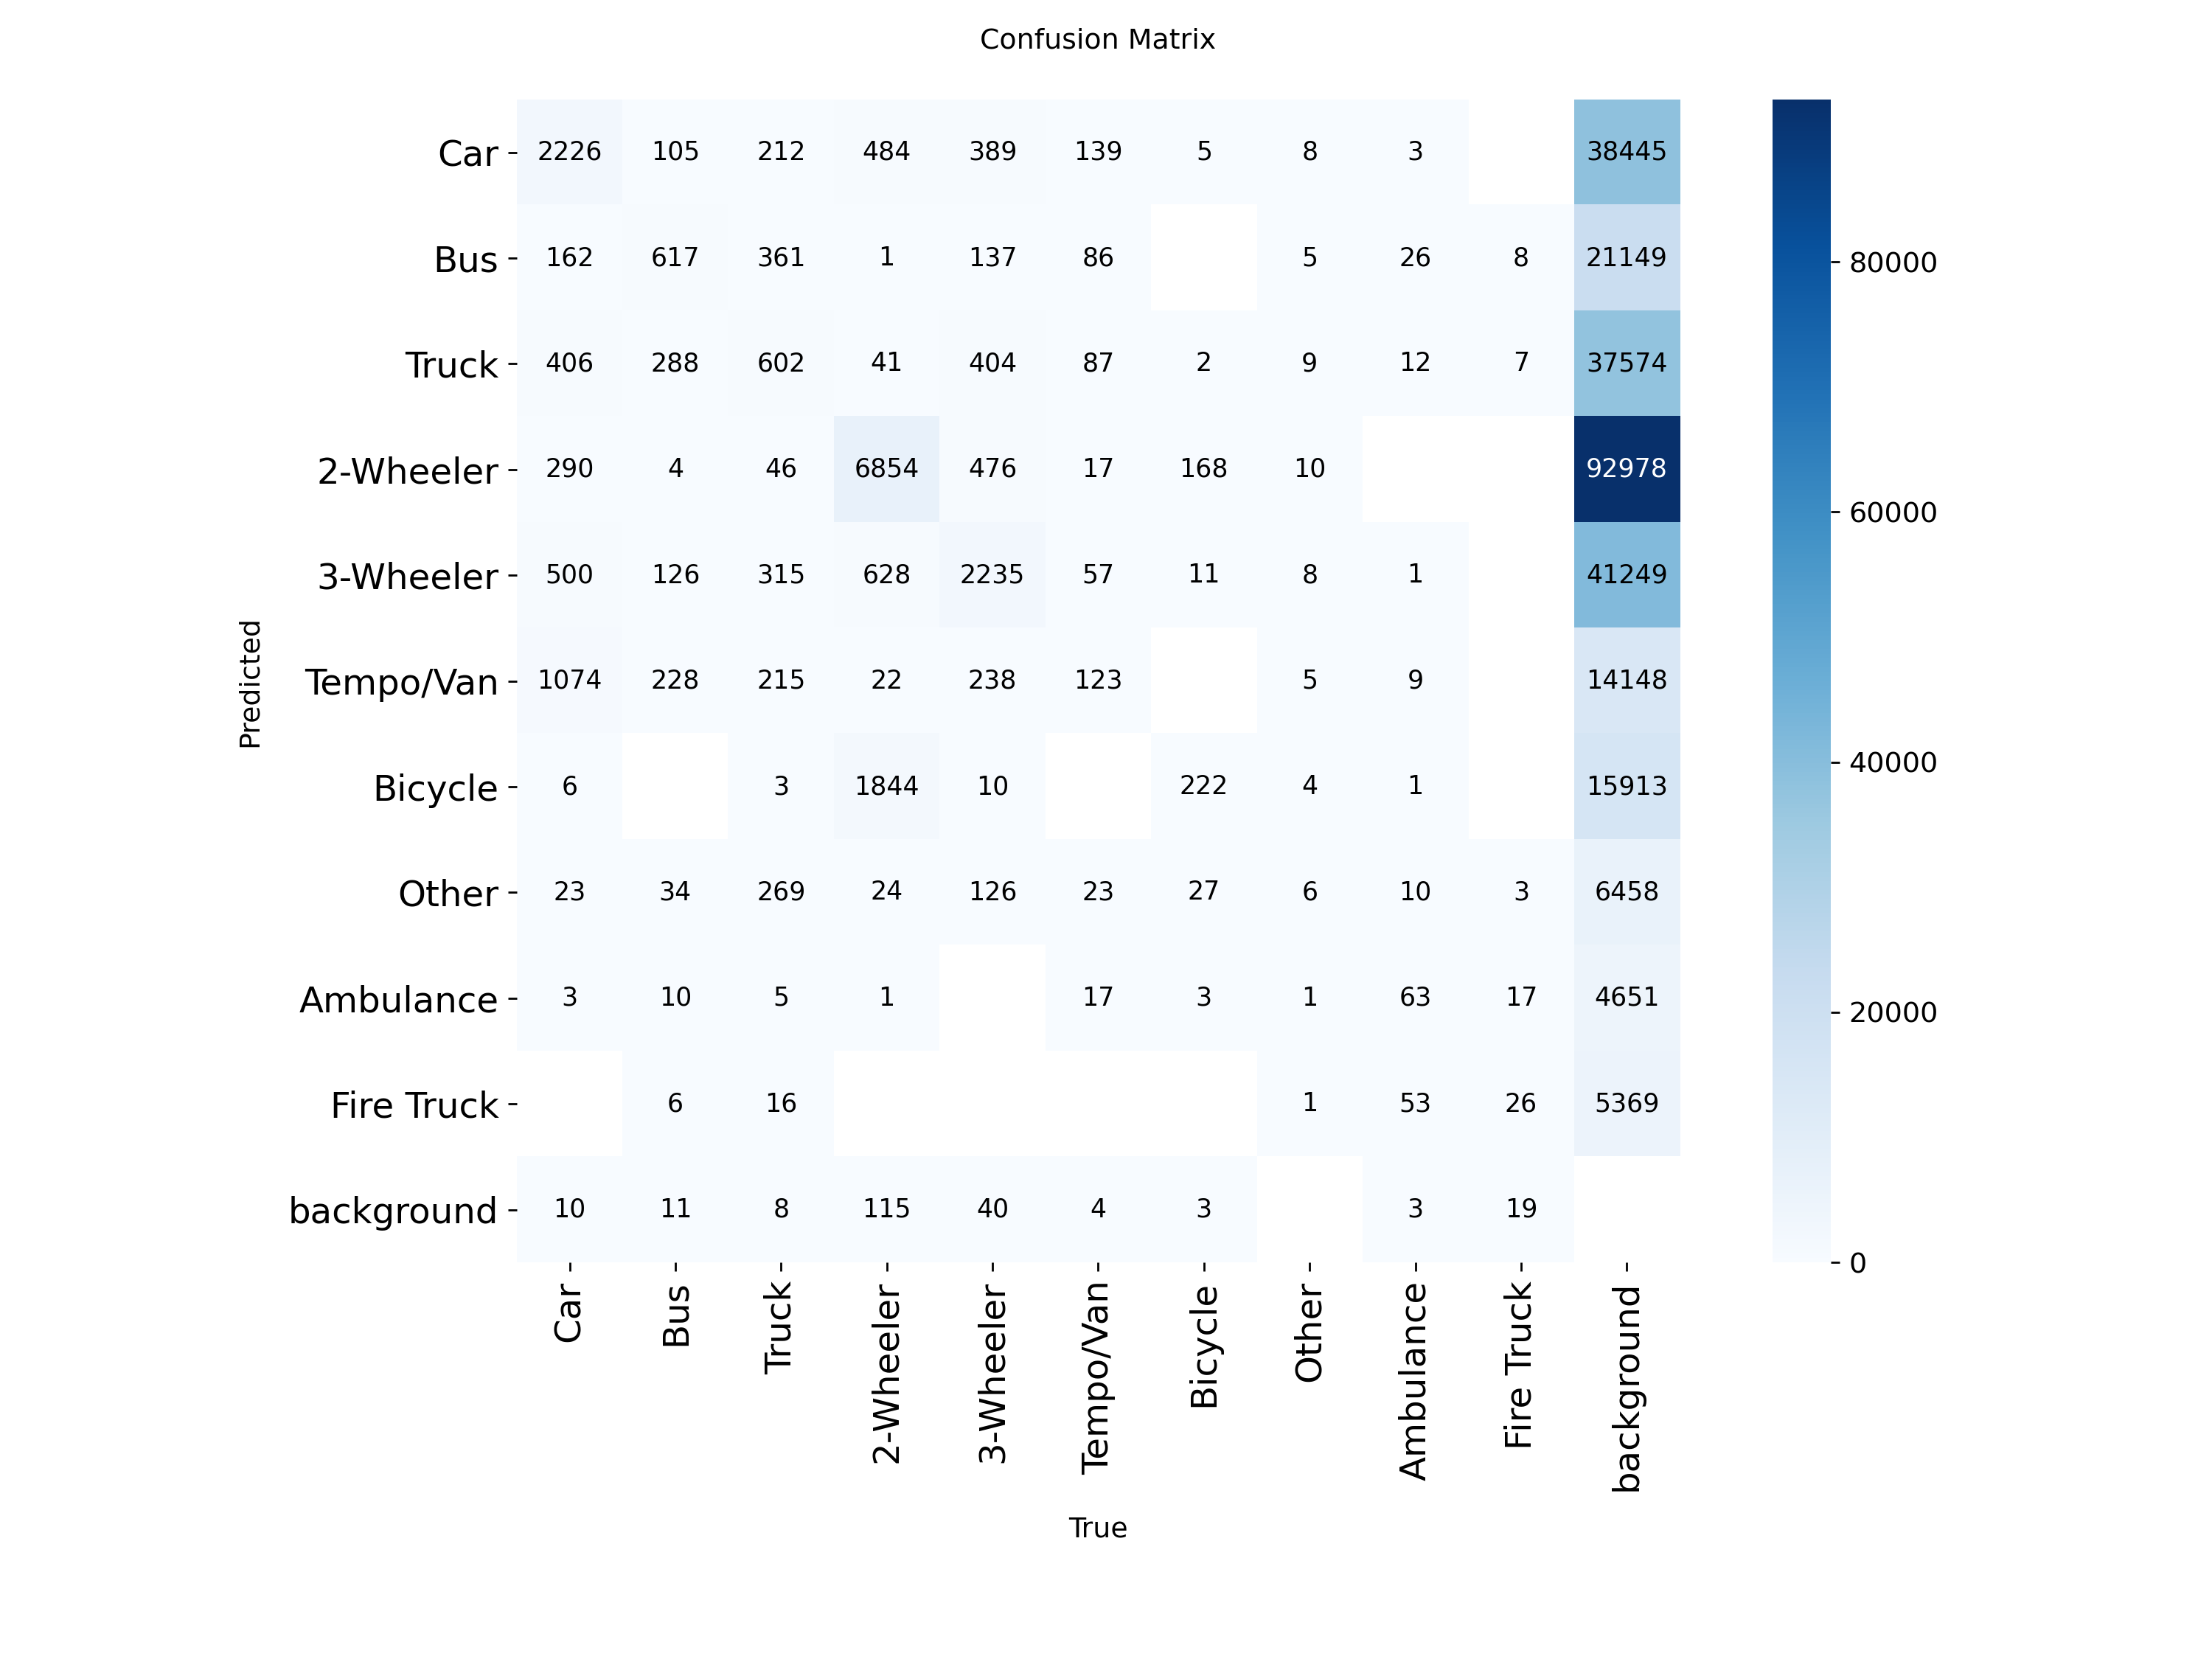 Confusion Matrix
Predicted
Car 2226 105 212 484 389 139 5 8 3 38445
Bus 162 617 361 1 137 86 5 26 8 21149
Truck 406 288 602 41 404 87 2 9 12 7 37574
2-Wheeler 290 4 46 6854 476 17 168 10 92978
3-Wheeler 500 126 315 628 2235 57 11 8 1 41249
Tempo/Van 1074 228 215 22 238 123 5 9 14148
Bicycle 6 3 1844 10 222 4 1 15913
Other 23 34 269 24 126 23 27 6 10 3 6458
Ambulance 3 10 5 1 17 3 1 63 17 4651
Fire Truck 6 16 1 53 26 5369
background 10 11 8 115 40 4 3 3 19
Car Bus Truck 2-Wheeler 3-Wheeler Tempo/Van Bicycle Other Ambulance Fire Truck background
True
80000
60000
40000
20000
0